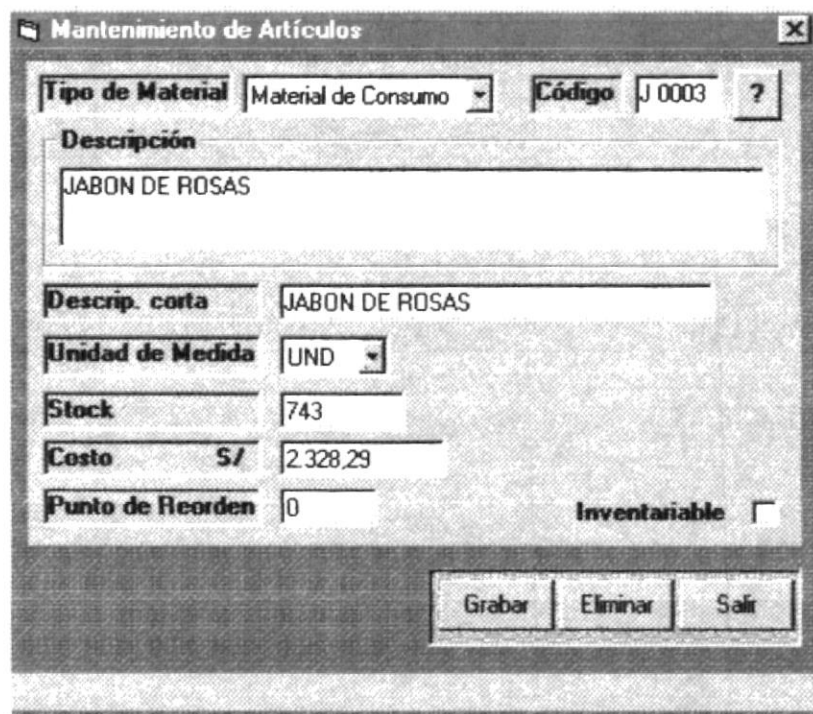 Mantenimiento de Artículos
Tipo de Material Material de Consumo Código J 0003 ?
Descripción
JABON DE ROSAS
Descrip. corta JABON DE ROSAS
Unidad de Medida UND
Stock 743
Costo S/ 2.328,29
Punto de Reorden 0 Inventariable
Grabar Eliminar Salir